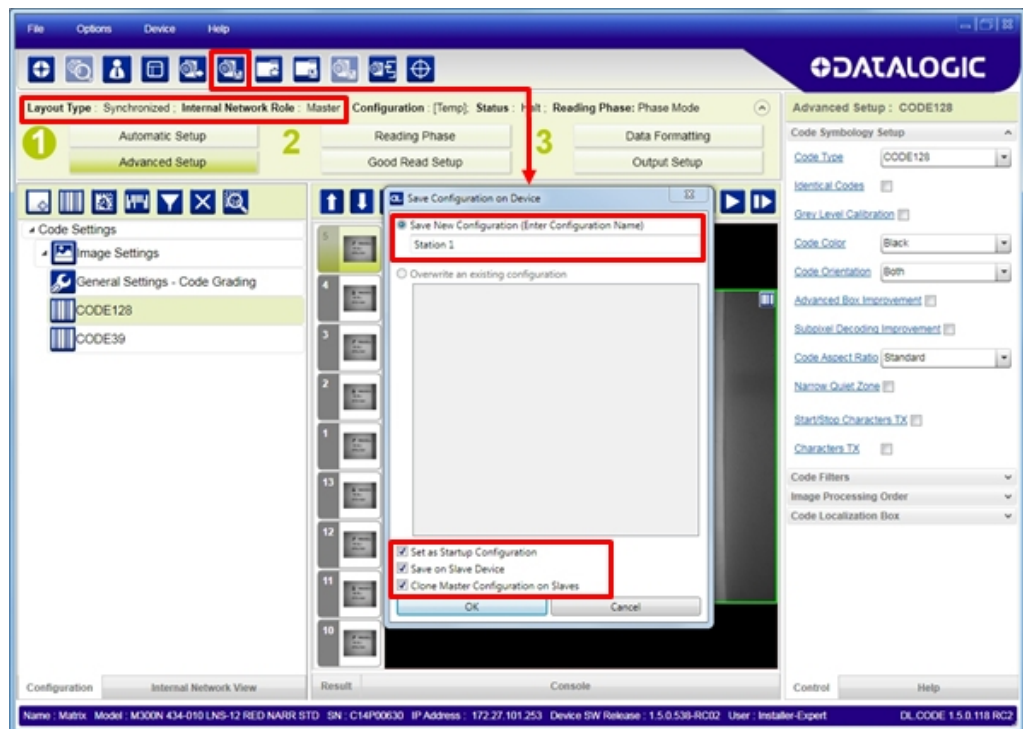 File Options Device Help
DATALOGIC
Layout Type : Synchronized ; Internal Network Role : Master Configuration : [Temp]; Status : Halt ; Reading Phase: Phase Mode
1 Automatic Setup
Advanced Setup
2 Reading Phase
Good Read Setup
3 Data Formatting
Output Setup
Code Settings
Image Settings
General Settings - Code Grading
CODE128
CODE39
5
4
3
2
1
13
12
11
10
Save Configuration on Device
Save New Configuration (Enter Configuration Name)
Station 1
Overwrite an existing configuration
Set as Startup Configuration
Save on Slave Device
Clone Master Configuration on Slaves
OK Cancel
Advanced Setup : CODE128
Code Symbology Setup
Code Type CODE128
Identical Codes
Grey Level Calibration
Code Color Black
Code Orientation Both
Advanced Box Improvement
Subpixel Decoding Improvement
Code Aspect Ratio Standard
Narrow Quiet Zone
Start/Stop Characters TX
Characters TX
Code Filters
Image Processing Order
Code Localization Box
Configuration Internal Network View
Result Console
Control Help
Name : Matrix Model : M300N 434-010 LNS-12 RED NARR STD SN : C14P00630 IP Address : 172.27.101.253 Device SW Release : 1.5.0.538-RC02 User : Installer-Expert DL.CODE 1.5.0.118 RC2